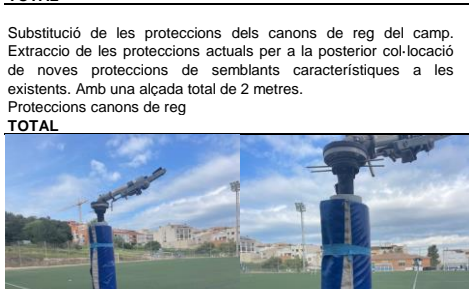 TOTAL
Substitució de les proteccions dels canons de reg del camp.
Extraccio de les proteccions actuals per a la posterior col·locació
de noves proteccions de semblants característiques a les
existents. Amb una alçada total de 2 metres.
Proteccions canons de reg
TOTAL